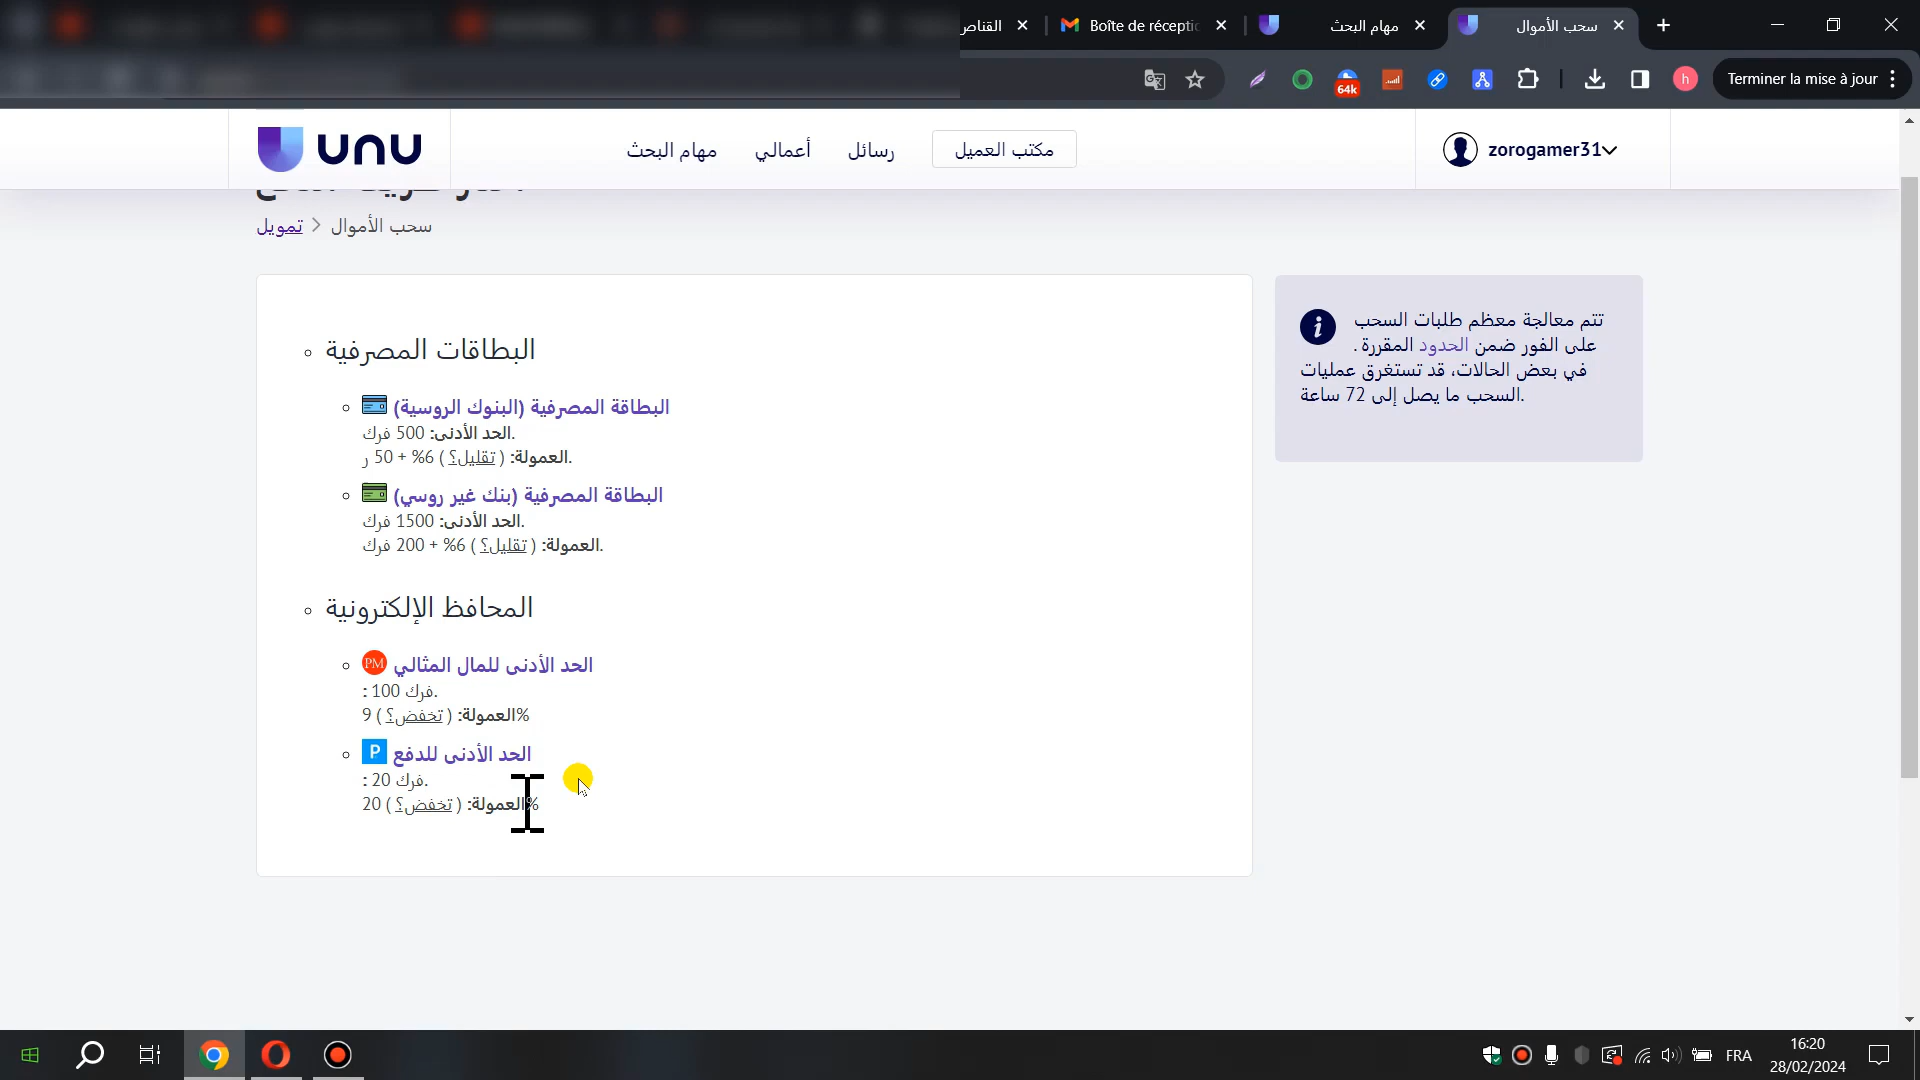 القناص
Boîte de réceptic
مهام البحث
سحب الأموال
64k
h
Terminer la mise à jour
unu
مهام البحث
أعمالي
رسائل
مكتب العميل
zorogamer31
تمويل > سحب الأموال
البطاقات المصرفية
البطاقة المصرفية (البنوك الروسية)
الحد الأدنى: 500 فرك.
العمولة: ( تقليل؟ ) 6% + 50 ر.
البطاقة المصرفية (بنك غير روسي)
الحد الأدنى: 1500 فرك.
العمولة: ( تقليل؟ ) 6% + 200 فرك.
المحافظ الإلكترونية
PM الحد الأدنى للمال المثالي
: 100 فرك.
9 ( تخفض؟ ) العمولة:%
P الحد الأدنى للدفع
: 20 فرك.
20 ( تخفض؟ ) العمولة:%
تتم معالجة معظم طلبات السحب
على الفور ضمن الحدود المقررة.
في بعض الحالات، قد تستغرق عمليات
السحب ما يصل إلى 72 ساعة.
FRA
16:20
28/02/2024